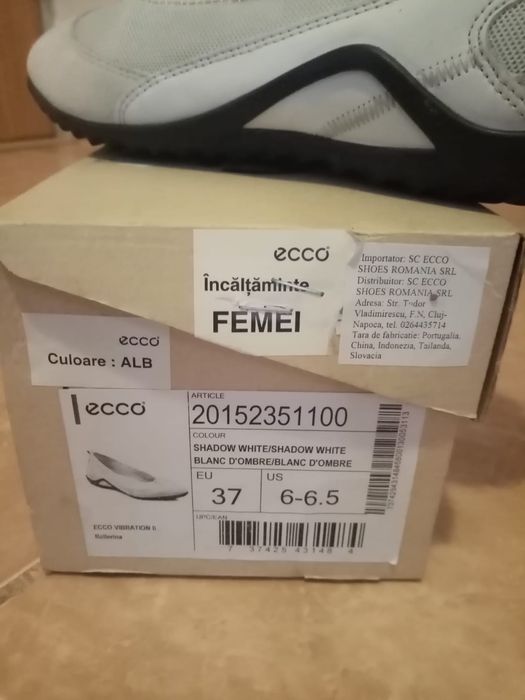 ecco
Încălțăminte
FEMEI
Importator: SC ECCO
SHOES ROMANIA SRL
Distribuitor: SC ECCO
SHOES ROMANIA SRL
Adresa: Str. Tudor
Vladimirescu, F.N, Cluj-
Napoca, tel. 0264435714
Tara de fabricatie: Portugalia,
China, Indonezia, Tailanda,
Slovacia
ecco
Culoare : ALB
ecco
ECCO VIBRATION II
Ballerina
ARTICLE
20152351100
COLOUR
SHADOW WHITE/SHADOW WHITE
BLANC D'OMBRE/BLANC D'OMBRE
EU
37
US
6-6.5
UPC/EAN
7 37428 43148 4